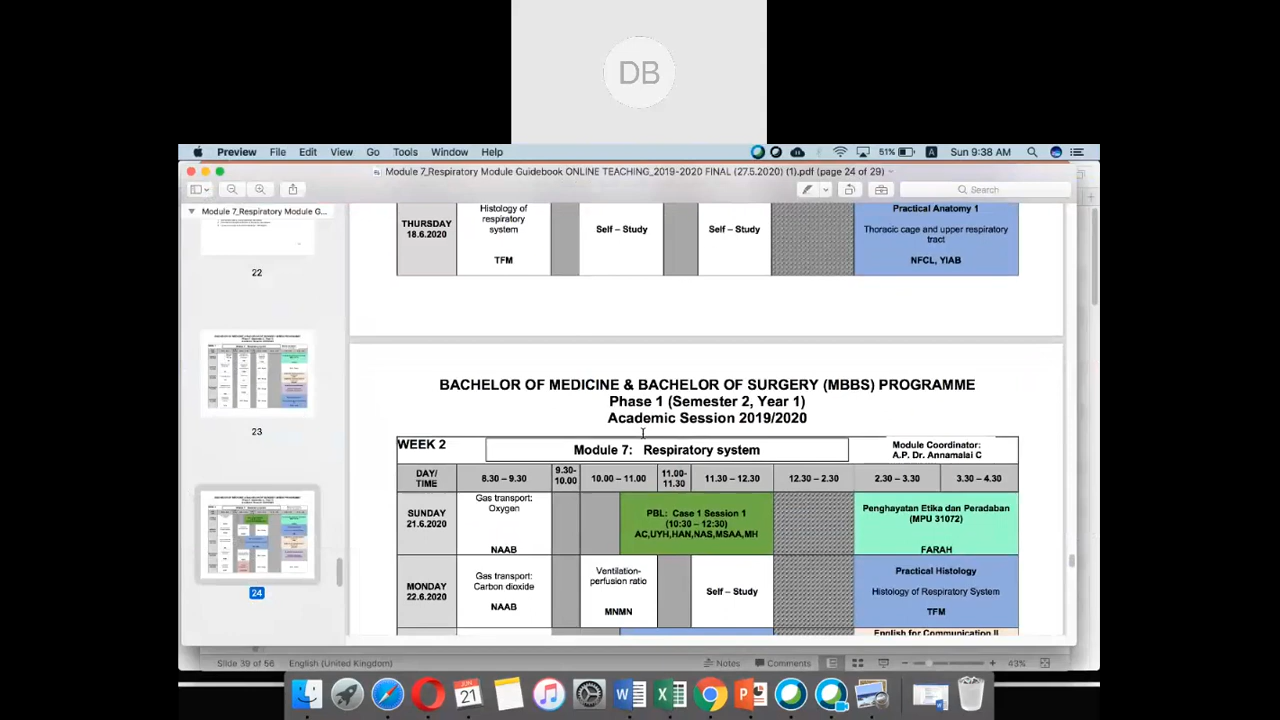 DB
Preview File Edit View Go Tools Window Help
51% A Sun 9:38 AM
Module 7_Respiratory Module Guidebook ONLINE TEACHING_2019-2020 FINAL (27.5.2020) (1).pdf (page 24 of 29)
Search
Module 7_Respiratory Module G...
22
23
24
THURSDAY
18.6.2020
Histology of
respiratory
system
TFM
Self – Study
Self – Study
Practical Anatomy 1
Thoracic cage and upper respiratory
tract
NFCL, YIAB
BACHELOR OF MEDICINE & BACHELOR OF SURGERY (MBBS) PROGRAMME
Phase 1 (Semester 2, Year 1)
Academic Session 2019/2020
WEEK 2
Module 7: Respiratory system
Module Coordinator:
A.P. Dr. Annamalai C
DAY/
TIME
8.30 – 9.30
9.30-
10.00
10.00 – 11.00
11.00-
11.30
11.30 – 12.30
12.30 – 2.30
2.30 – 3.30
3.30 – 4.30
SUNDAY
21.6.2020
Gas transport:
Oxygen
NAAB
PBL: Case 1 Session 1
(10:30 – 12:30)
AC,UYH,HAN,NAS,MSAA,MH
Penghayatan Etika dan Peradaban
(MPU 31072)
FARAH
MONDAY
22.6.2020
Gas transport:
Carbon dioxide
NAAB
Ventilation-
perfusion ratio
MNMN
Self – Study
Practical Histology
Histology of Respiratory System
TFM
English for Communication II
Slide 39 of 56 English (United Kingdom)
Notes Comments 43%
JUN
21